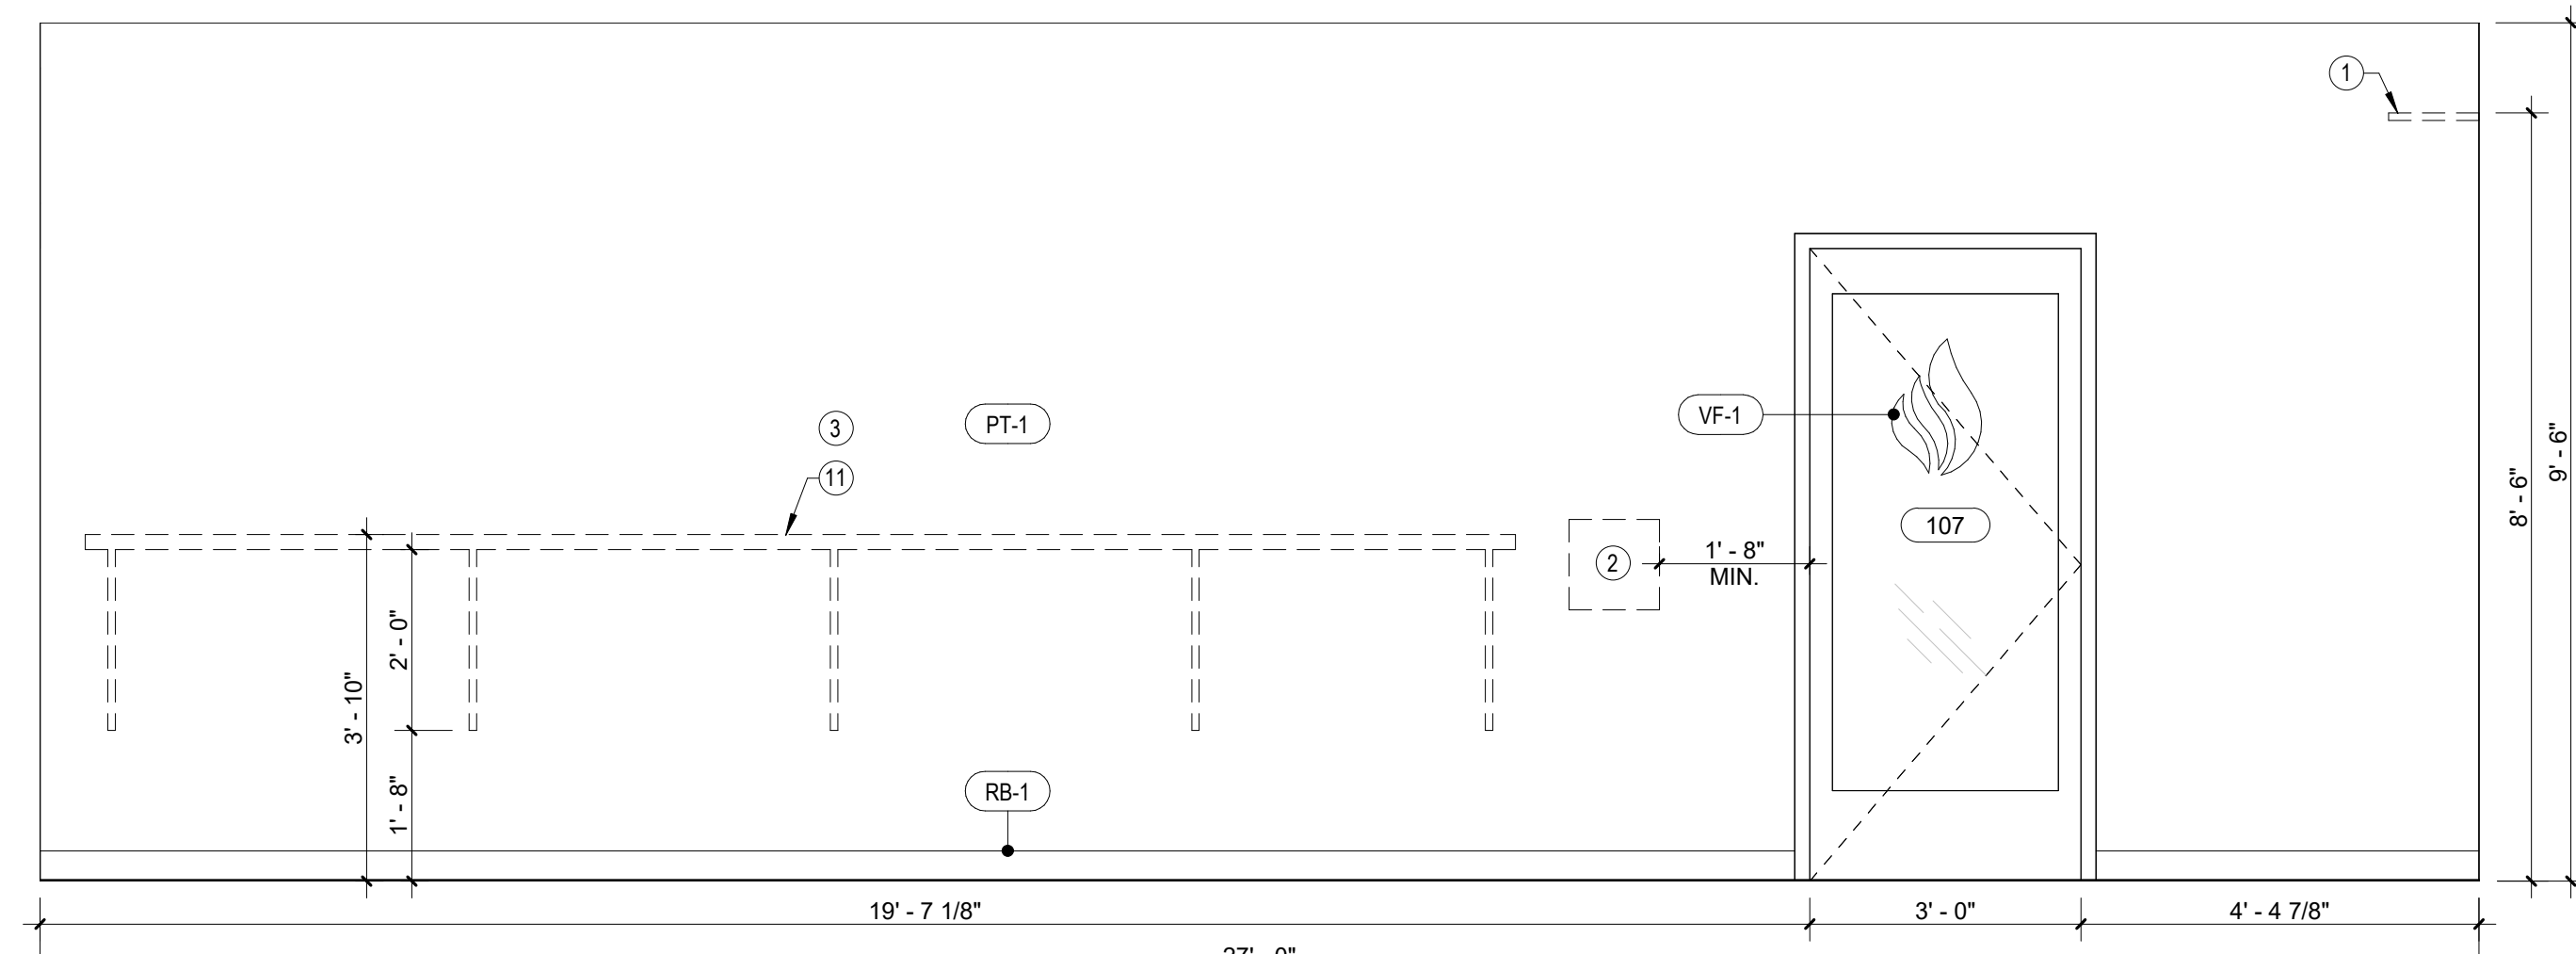 1
3
PT-1
VF-1
11
107
2
1' - 8"
MIN.
2' - 0"
3' - 10"
1' - 8"
RB-1
8' - 6"
9' - 6"
19' - 7 1/8"
3' - 0"
4' - 4 7/8"